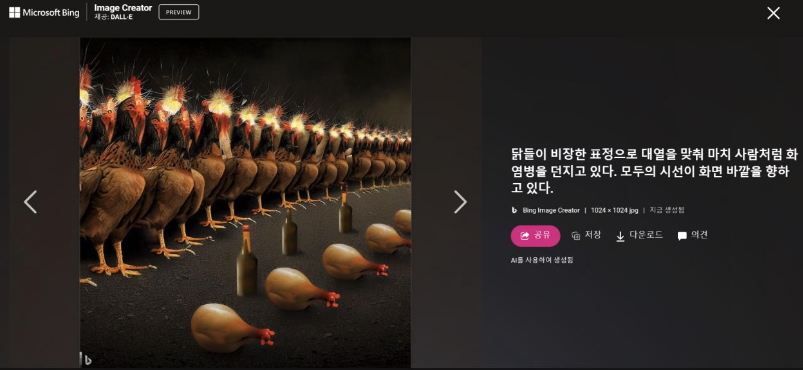 Microsoft Bing
Image Creator
제공: DALL·E
PREVIEW
닭들이 비장한 표정으로 대열을 맞춰 마치 사람처럼 화
염병을 던지고 있다. 모두의 시선이 화면 바깥을 향하
고 있다.
b Bing Image Creator | 1024 × 1024 jpg | 지금 생성됨
공유 저장 다운로드 의견
AI를 사용하여 생성됨